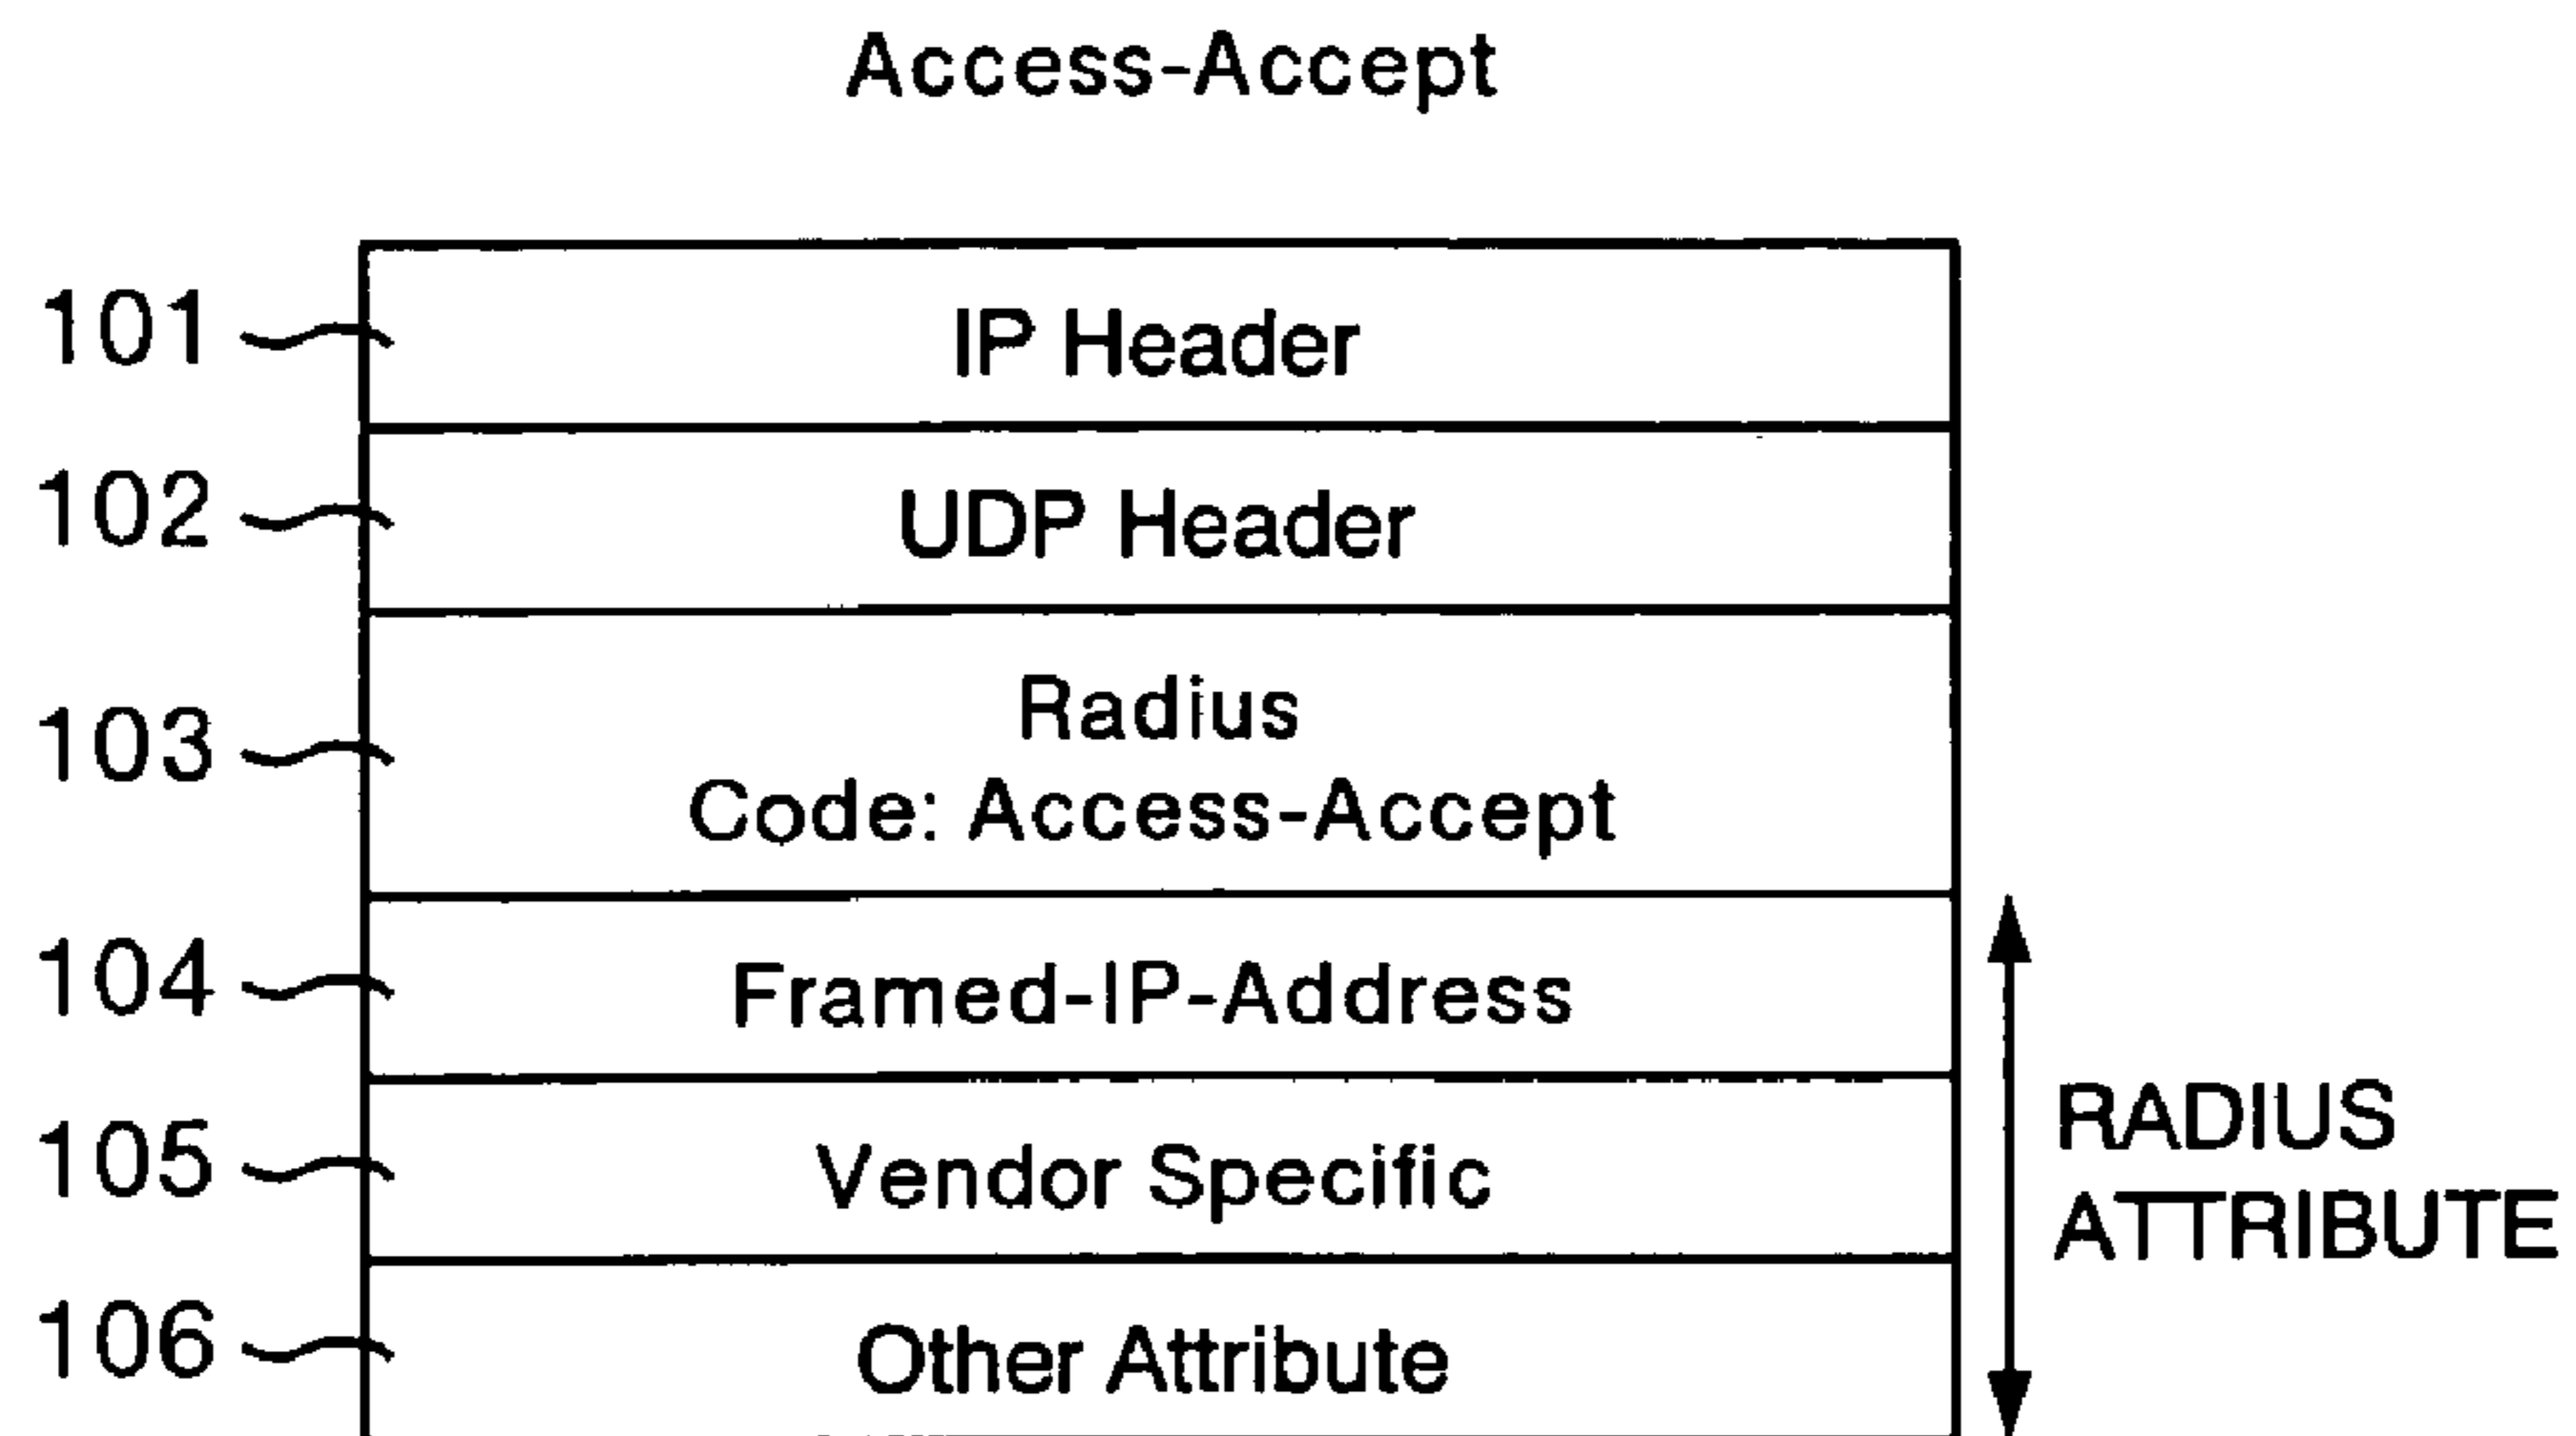 Access-Accept
101 IP Header
102 UDP Header
103 Radius
Code: Access-Accept
104 Framed-IP-Address
105 Vendor Specific
106 Other Attribute
RADIUS
ATTRIBUTE